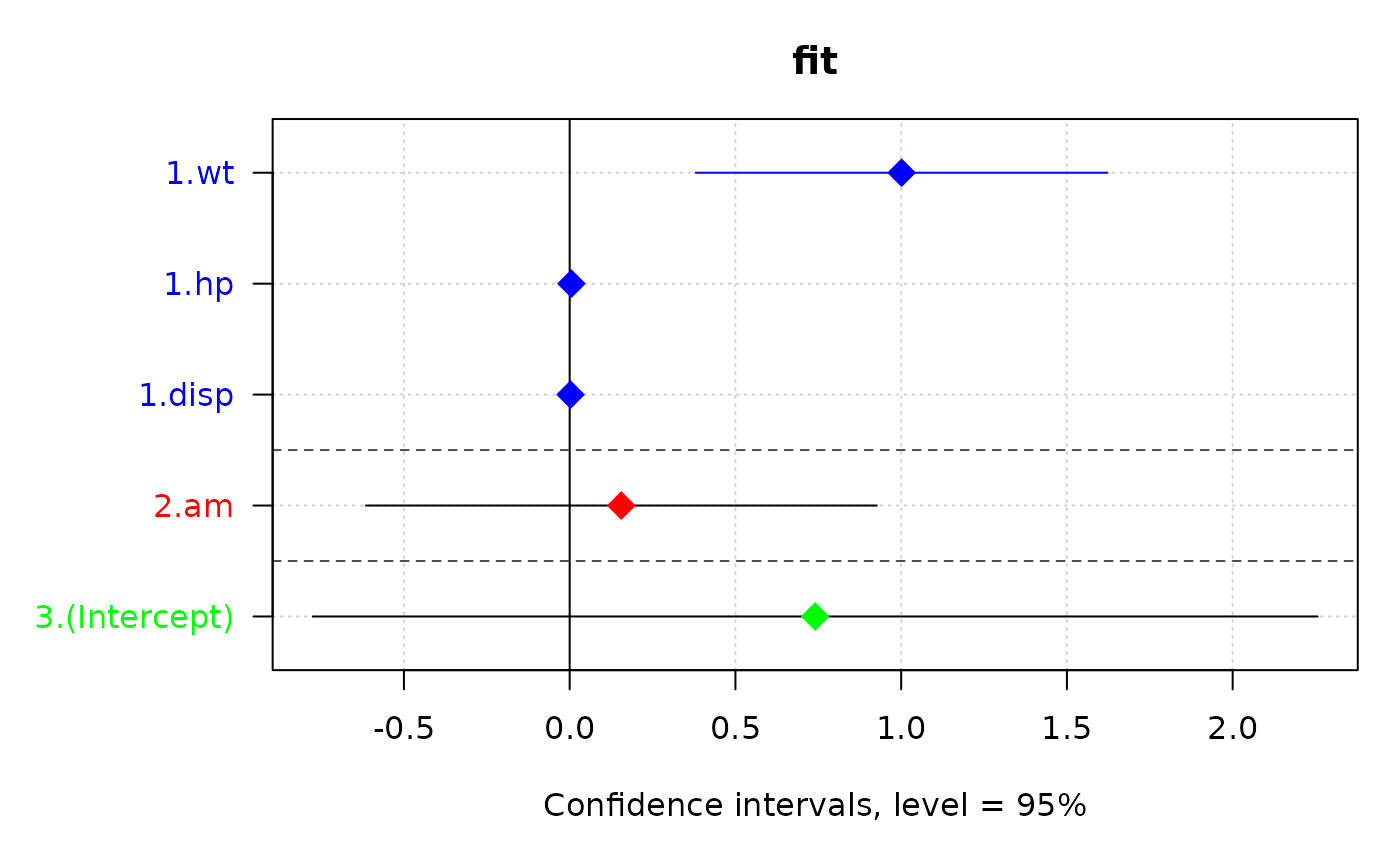 fit
1.wt
1.hp
1.disp
2.am
3.(Intercept)
-0.5 0.0 0.5 1.0 1.5 2.0
Confidence intervals, level = 95%